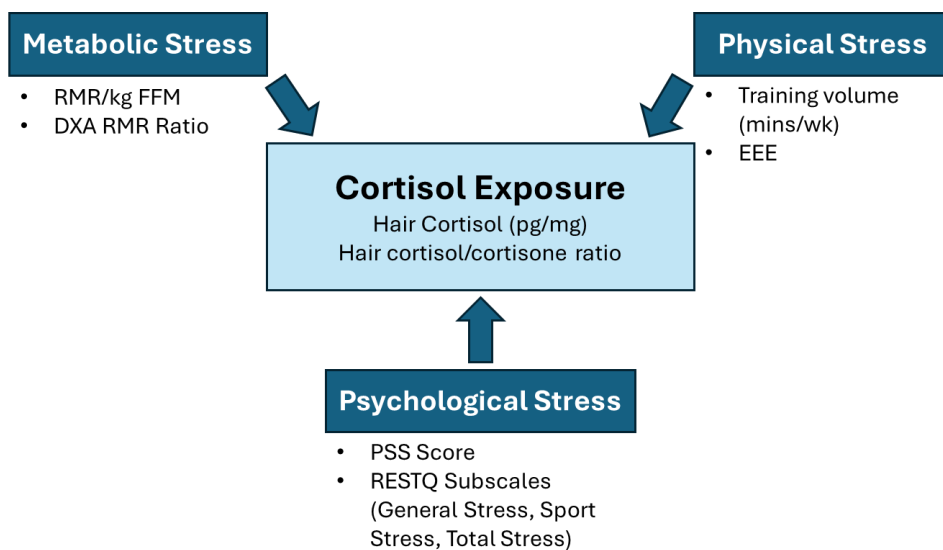 Metabolic Stress
• RMR/kg FFM
• DXA RMR Ratio
Physical Stress
• Training volume
(mins/wk)
• EEE
Cortisol Exposure
Hair Cortisol (pg/mg)
Hair cortisol/cortisone ratio
Psychological Stress
• PSS Score
• RESTQ Subscales
(General Stress, Sport
Stress, Total Stress)